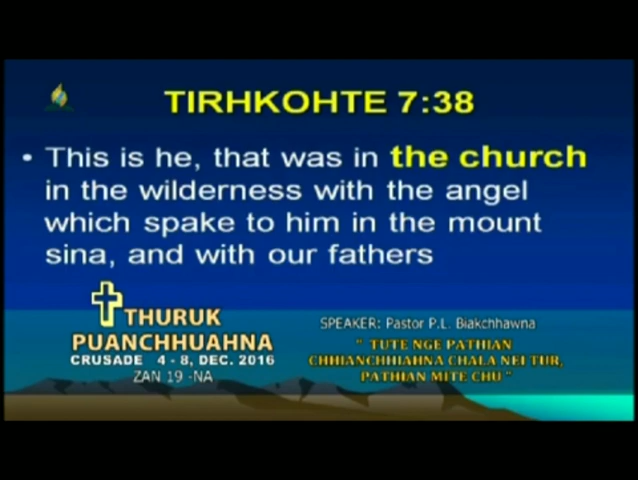 TIRHKOHTE 7:38
• This is he, that was in the church
in the wilderness with the angel
which spake to him in the mount
sina, and with our fathers
THURUK
PUANCHHUAHNA
CRUSADE 4 - 8, DEC. 2016
ZAN 19 -NA
SPEAKER: Pastor P.L. Biakchhawna
" TUTE NGE PATHIAN
CHHIANCHHIAHNA CHALA NEI TUR,
PATHIAN MITE CHU "